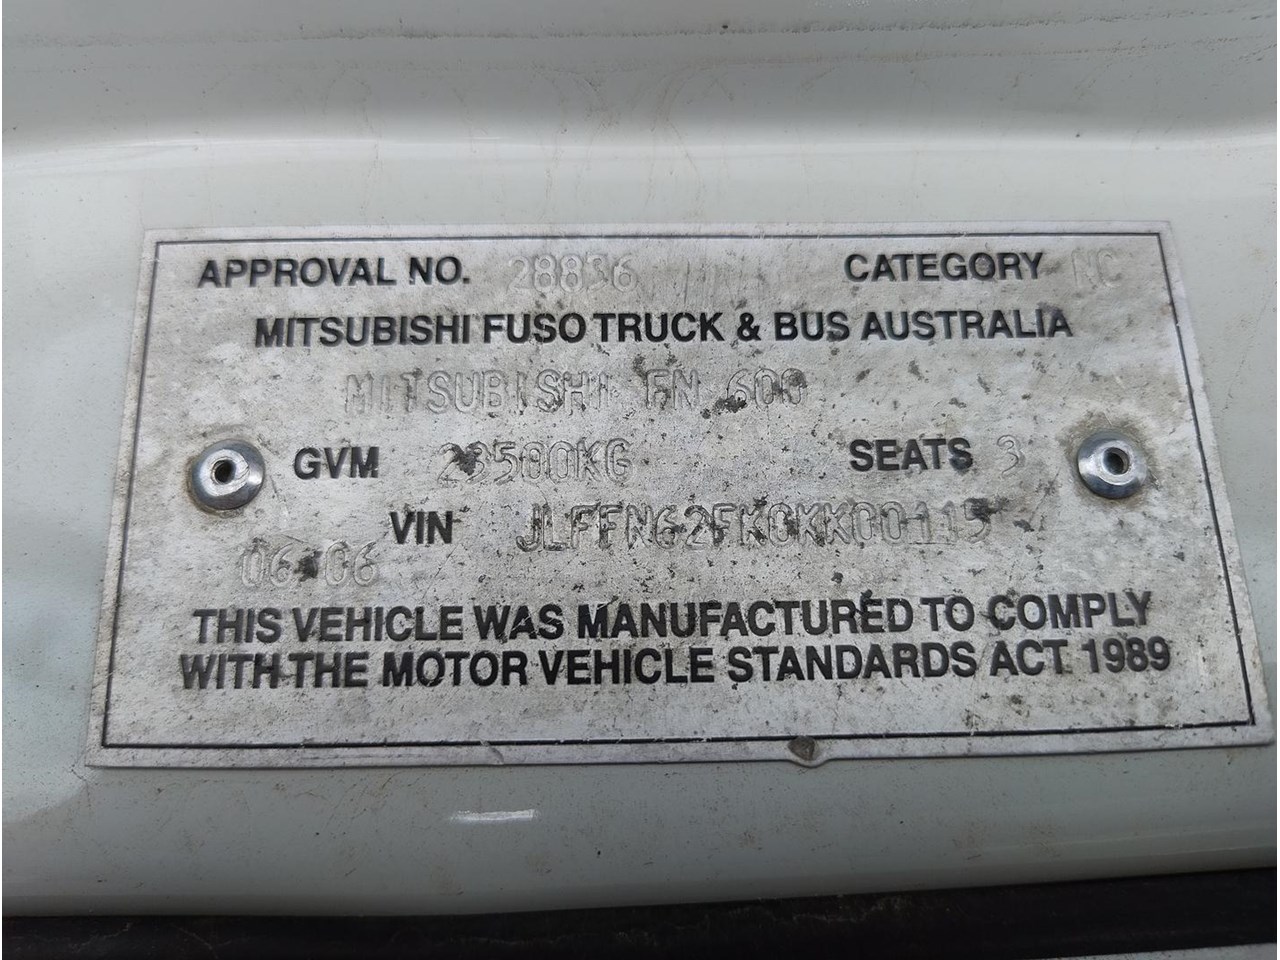 APPROVAL NO. 28836 CATEGORY NC
MITSUBISHI FUSO TRUCK & BUS AUSTRALIA
MITSUBISHI FN 600
GVM 23500KG SEATS 3
VIN JLFFN62FK0KK00115
06 06
THIS VEHICLE WAS MANUFACTURED TO COMPLY
WITH THE MOTOR VEHICLE STANDARDS ACT 1989